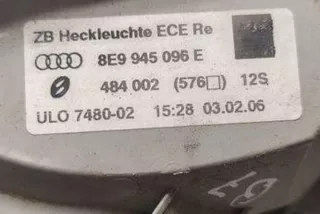 ZB Heckleuchte ECE Re
8E9 945 096 E
484 002 (576□) 12S
ULO 7480-02 15:28 03.02.06
67